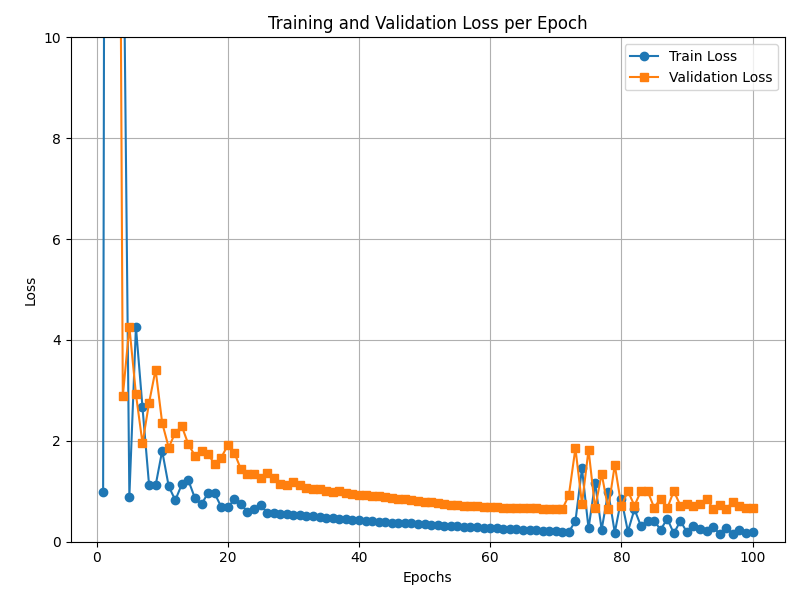 Training and Validation Loss per Epoch
Train Loss
Validation Loss
10
8
6
4
2
0
Loss
0 20 40 60 80 100
Epochs